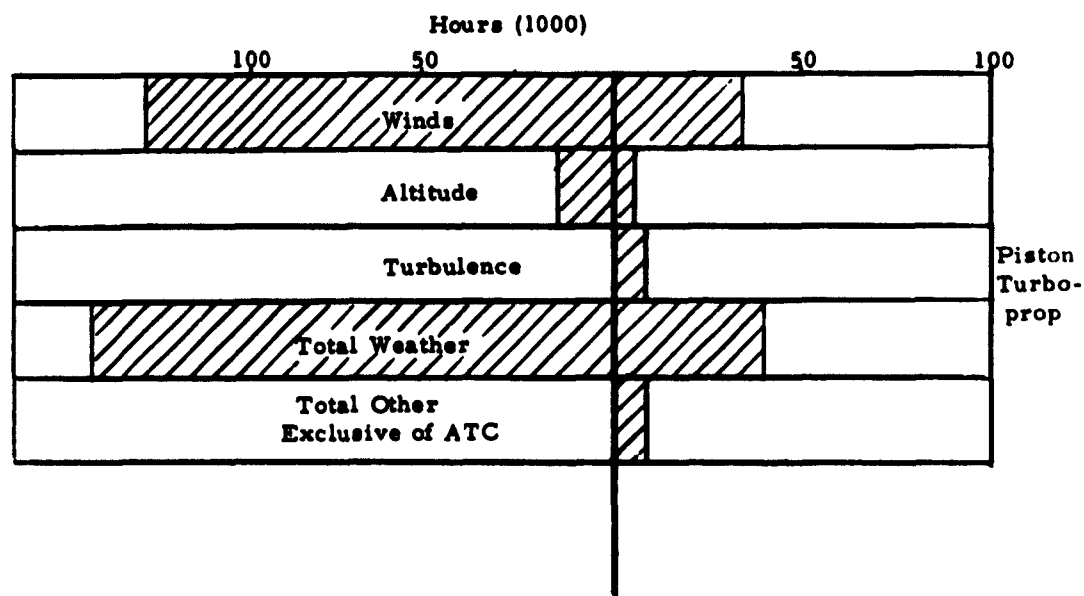 Hours (1000)
100 50 50 100
Winds
Altitude
Turbulence
Piston
Turbo-
prop
Total Weather
Total Other
Exclusive of ATC